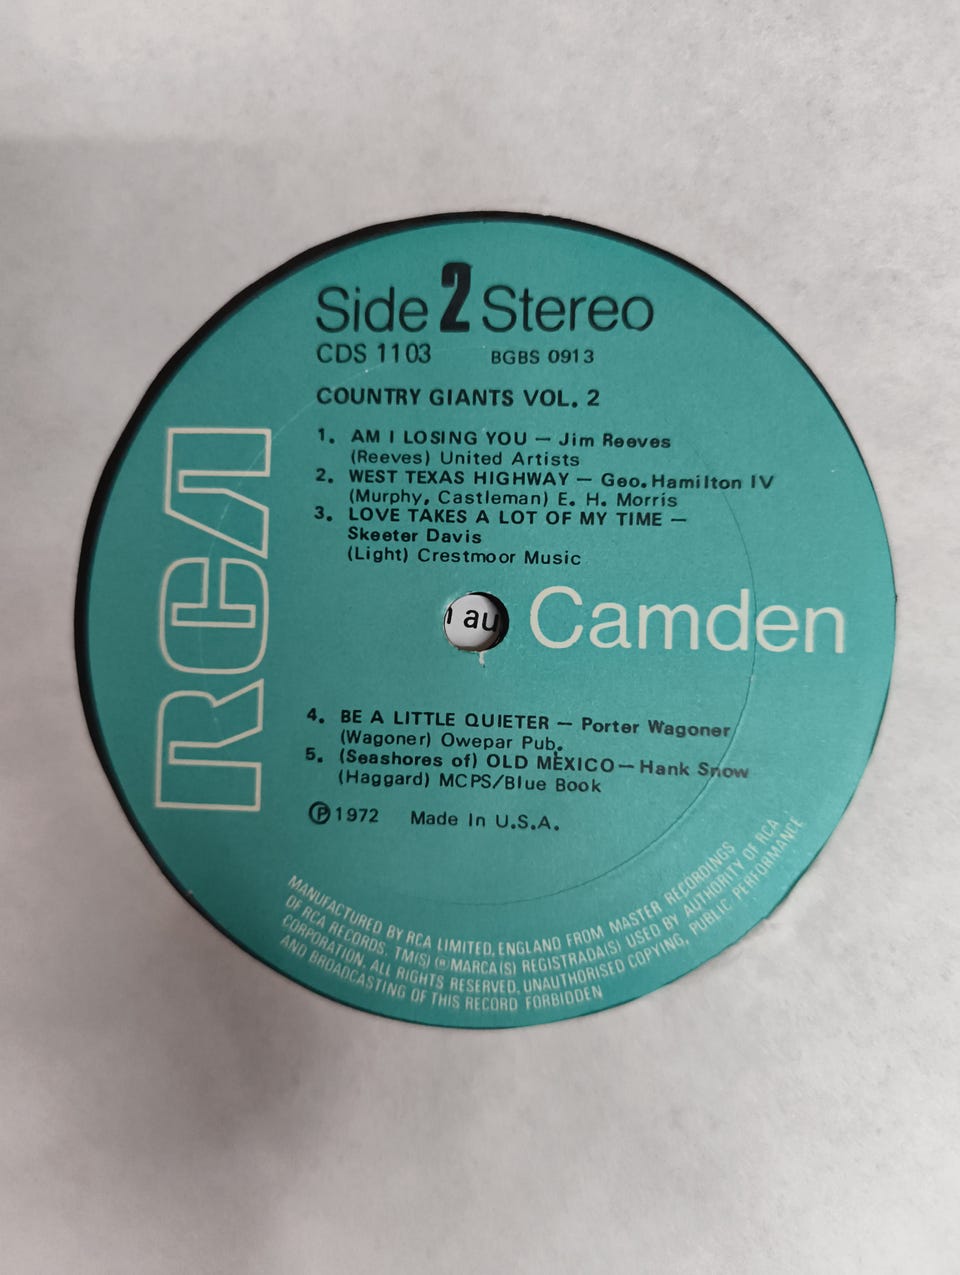 Side 2 Stereo
CDS 1103 BGBS 0913
COUNTRY GIANTS VOL. 2
1. AM I LOSING YOU — Jim Reeves
(Reeves) United Artists
2. WEST TEXAS HIGHWAY — Geo. Hamilton IV
(Murphy, Castleman) E. H. Morris
3. LOVE TAKES A LOT OF MY TIME —
Skeeter Davis
(Light) Crestmoor Music
RCA
au
Camden
4. BE A LITTLE QUIETER — Porter Wagoner
(Wagoner) Owepar Pub.
5. (Seashores of) OLD MEXICO — Hank Snow
(Haggard) MCPS/Blue Book
℗ 1972 Made In U.S.A.
MANUFACTURED BY RCA LIMITED, ENGLAND FROM MASTER RECORDINGS
OF RCA RECORDS. TM(S) ® MARCA(S) REGISTRADA(S) USED BY AUTHORITY OF RCA
CORPORATION, ALL RIGHTS RESERVED, UNAUTHORISED COPYING, PUBLIC PERFORMANCE
AND BROADCASTING OF THIS RECORD FORBIDDEN